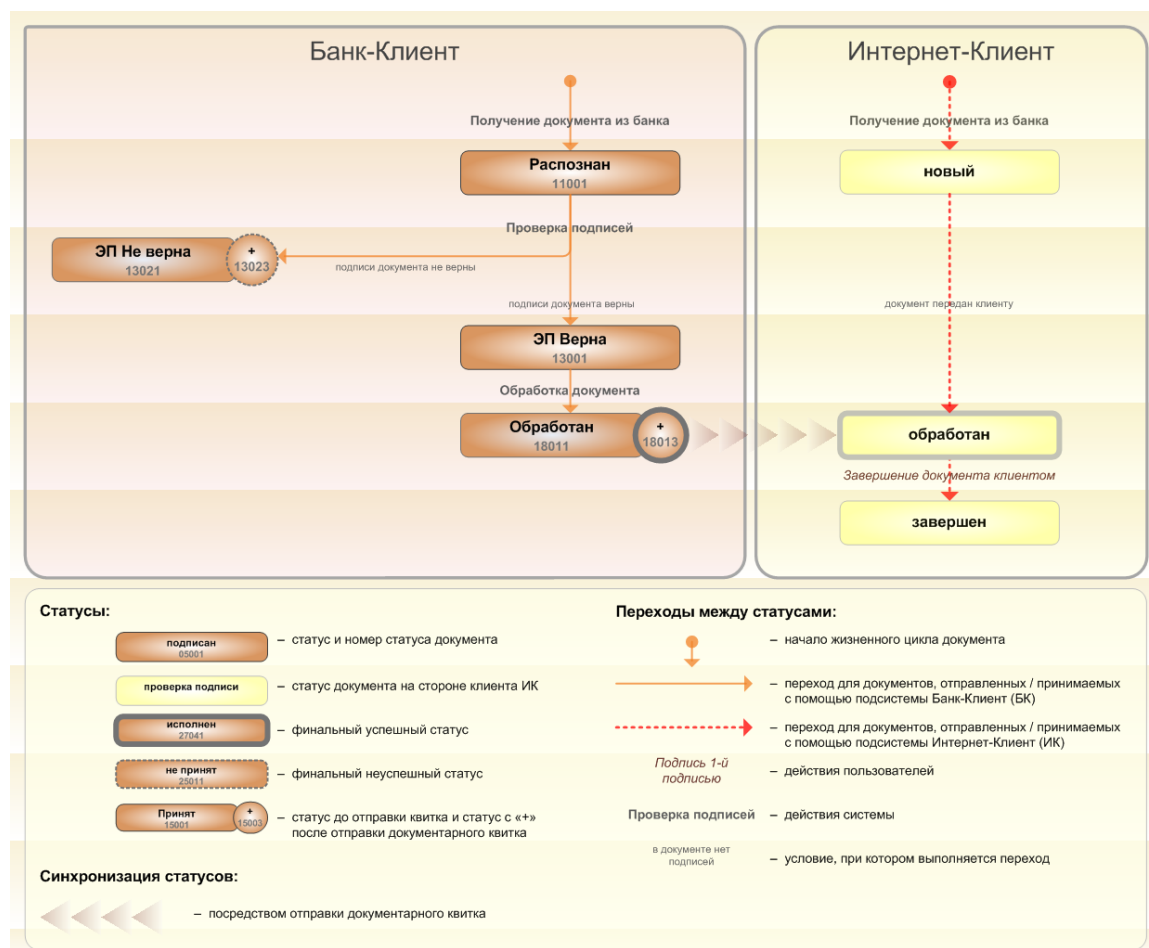 Банк-Клиент
Интернет-Клиент
Получение документа из банка
Получение документа из банка
Распознан
11001
новый
Проверка подписей
ЭП Не верна
13021
+
13023
подписи документа не верны
подписи документа верны
документ передан клиенту
ЭП Верна
13001
Обработка документа
Обработан
18011
+
18013
обработан
Завершение документа клиентом
завершен
Статусы:
подписан
05001
– статус и номер статуса документа
проверка подписи
– статус документа на стороне клиента ИК
исполнен
27041
– финальный успешный статус
не принят
25011
– финальный неуспешный статус
Принят
15001
+
15003
– статус до отправки квитка и статус с «+»
после отправки документарного квитка
Синхронизация статусов:
– посредством отправки документарного квитка
Переходы между статусами:
– начало жизненного цикла документа
– переход для документов, отправленных / принимаемых
с помощью подсистемы Банк-Клиент (БК)
– переход для документов, отправленных / принимаемых
с помощью подсистемы Интернет-Клиент (ИК)
Подпись 1-й
подписью
– действия пользователей
Проверка подписей
– действия системы
в документе нет
подписей
– условие, при котором выполняется переход